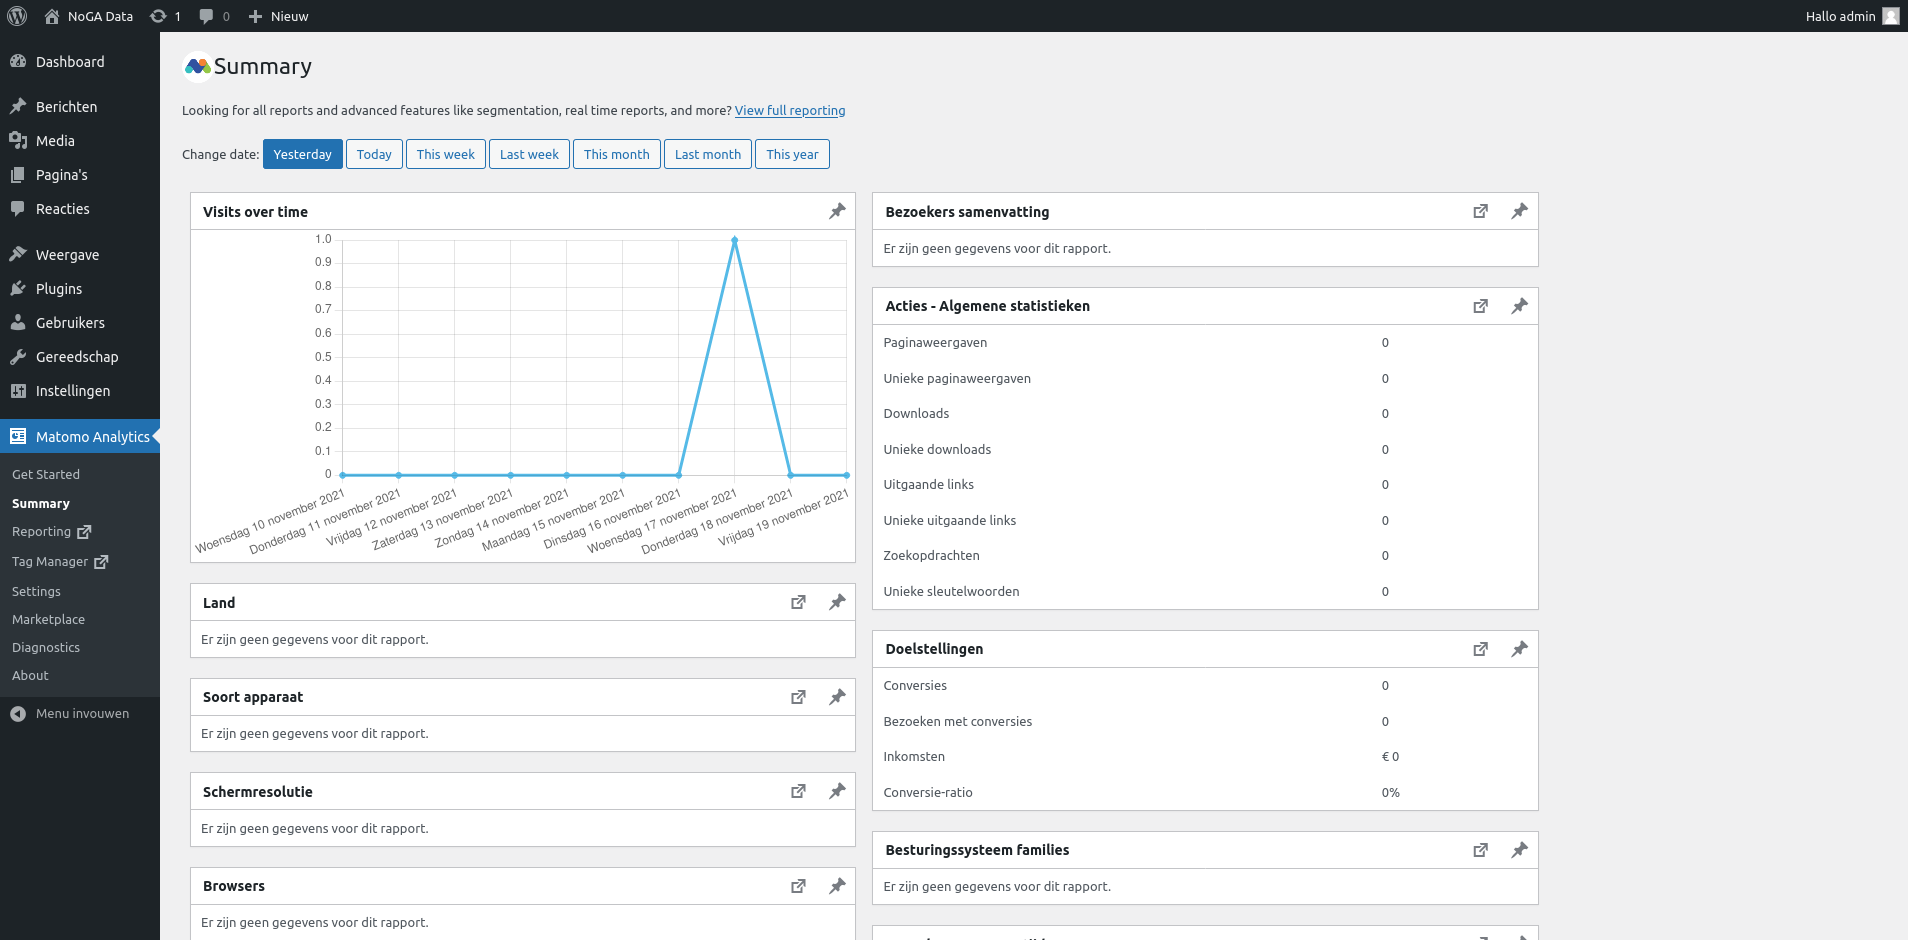 NoGA Data
1
0
Nieuw
Hallo admin
Dashboard
Berichten
Media
Pagina's
Reacties
Weergave
Plugins
Gebruikers
Gereedschap
Instellingen
Matomo Analytics
Get Started
Summary
Reporting
Tag Manager
Settings
Marketplace
Diagnostics
About
Menu invouwen
Summary
Looking for all reports and advanced features like segmentation, real time reports, and more? View full reporting
Change date: Yesterday Today This week Last week This month Last month This year
Visits over time
1.0
0.9
0.8
0.7
0.6
0.5
0.4
0.3
0.2
0.1
0
Woensdag 10 november 2021
Donderdag 11 november 2021
Vrijdag 12 november 2021
Zaterdag 13 november 2021
Zondag 14 november 2021
Maandag 15 november 2021
Dinsdag 16 november 2021
Woensdag 17 november 2021
Donderdag 18 november 2021
Vrijdag 19 november 2021
Land
Er zijn geen gegevens voor dit rapport.
Soort apparaat
Er zijn geen gegevens voor dit rapport.
Schermresolutie
Er zijn geen gegevens voor dit rapport.
Browsers
Er zijn geen gegevens voor dit rapport.
Bezoekers samenvatting
Er zijn geen gegevens voor dit rapport.
Acties - Algemene statistieken
Paginaweergaven 0
Unieke paginaweergaven 0
Downloads 0
Unieke downloads 0
Uitgaande links 0
Unieke uitgaande links 0
Zoekopdrachten 0
Unieke sleutelwoorden 0
Doelstellingen
Conversies 0
Bezoeken met conversies 0
Inkomsten € 0
Conversie-ratio 0%
Besturingssysteem families
Er zijn geen gegevens voor dit rapport.